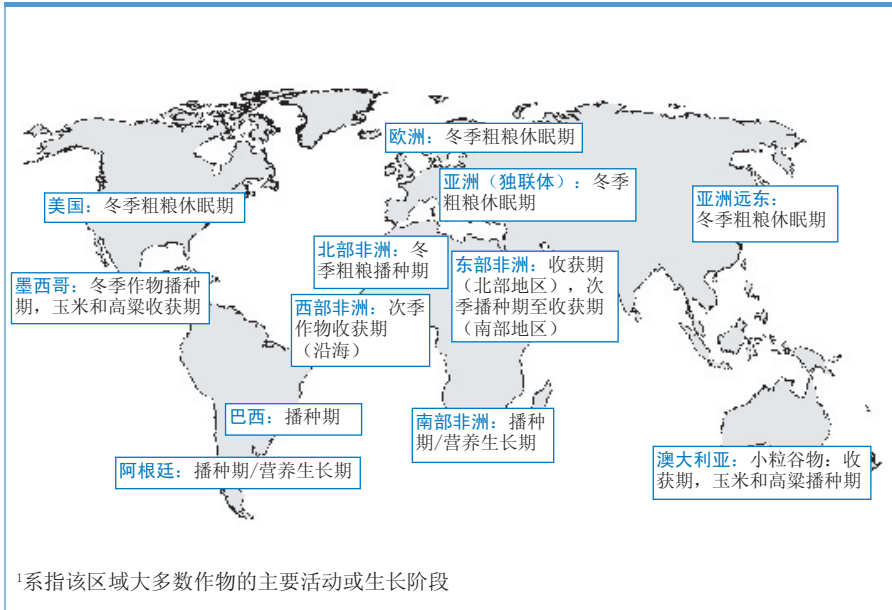 欧洲：冬季粗粮休眠期
亚洲（独联体）：冬季
粗粮休眠期
亚洲远东：
冬季粗粮休眠期
美国：冬季粗粮休眠期
北部非洲：冬
季粗粮播种期
东部非洲：收获期
（北部地区），次
季播种期至收获期
（南部地区）
墨西哥：冬季作物播种
期，玉米和高粱收获期
西部非洲：次季
作物收获期
（沿海）
巴西：播种期
南部非洲：播种
期/营养生长期
阿根廷：播种期/营养生长期
澳大利亚：小粒谷物：收
获期，玉米和高粱播种期
¹系指该区域大多数作物的主要活动或生长阶段